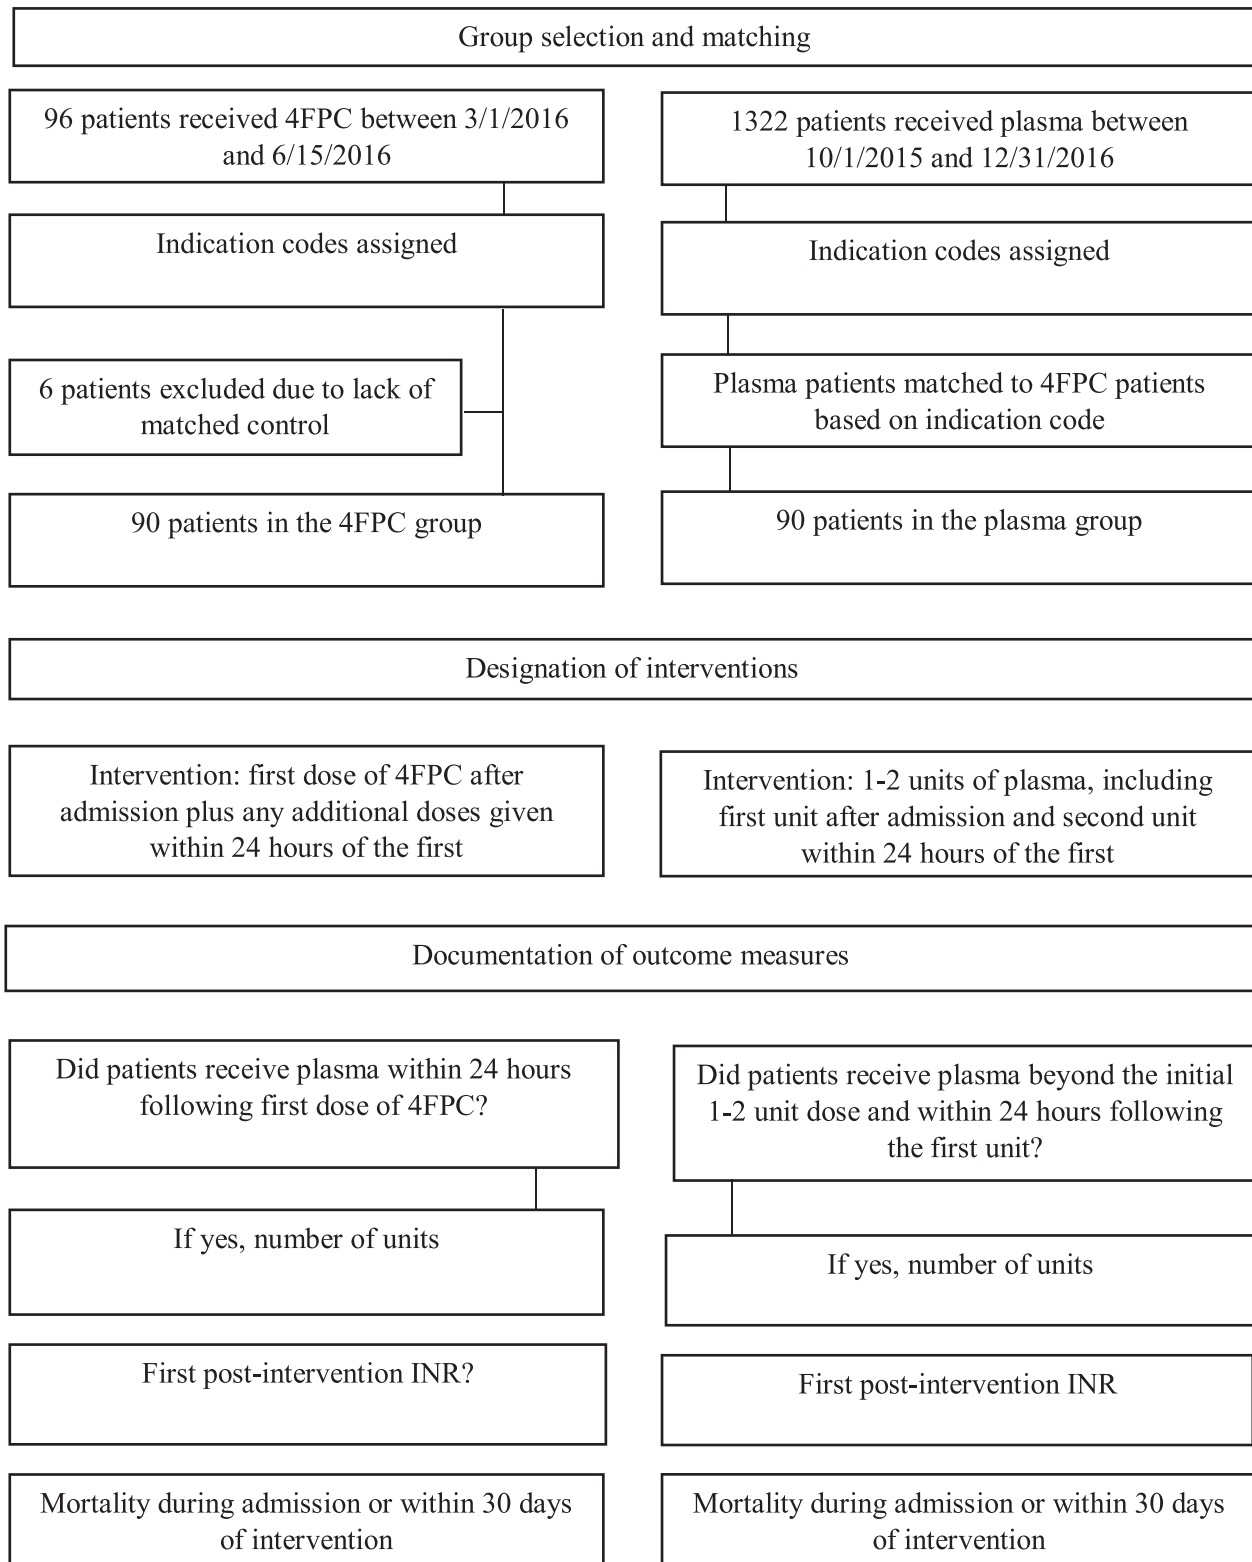 Group selection and matching
96 patients received 4FPC between 3/1/2016
and 6/15/2016
1322 patients received plasma between
10/1/2015 and 12/31/2016
Indication codes assigned
Indication codes assigned
6 patients excluded due to lack of
matched control
Plasma patients matched to 4FPC patients
based on indication code
90 patients in the 4FPC group
90 patients in the plasma group
Designation of interventions
Intervention: first dose of 4FPC after
admission plus any additional doses given
within 24 hours of the first
Intervention: 1-2 units of plasma, including
first unit after admission and second unit
within 24 hours of the first
Documentation of outcome measures
Did patients receive plasma within 24 hours
following first dose of 4FPC?
Did patients receive plasma beyond the initial
1-2 unit dose and within 24 hours following
the first unit?
If yes, number of units
If yes, number of units
First post-intervention INR?
First post-intervention INR
Mortality during admission or within 30 days
of intervention
Mortality during admission or within 30 days
of intervention